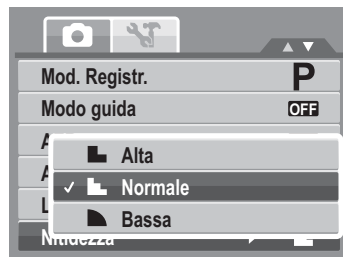 Mod. Registr. P
Modo guida OFF
A
Alta
A
Normale
L
Bassa
Nitidezza